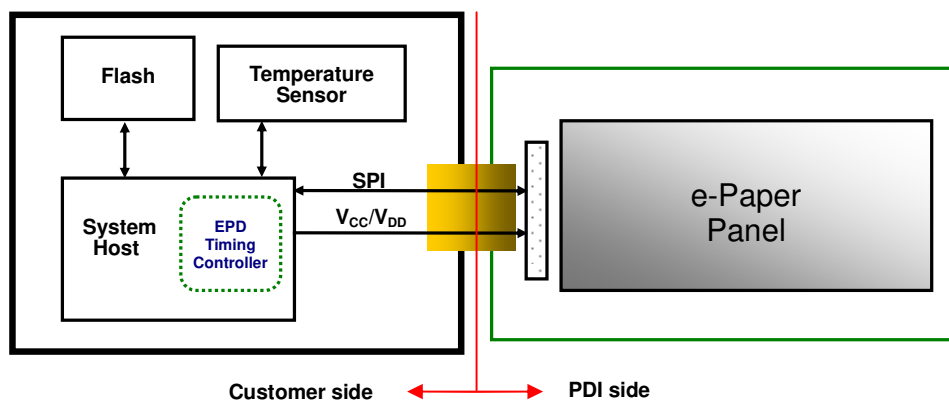 Flash
Temperature
Sensor
SPI
System
Host
EPD
Timing
Controller
VCC/VDD
e-Paper
Panel
Customer side
PDI side